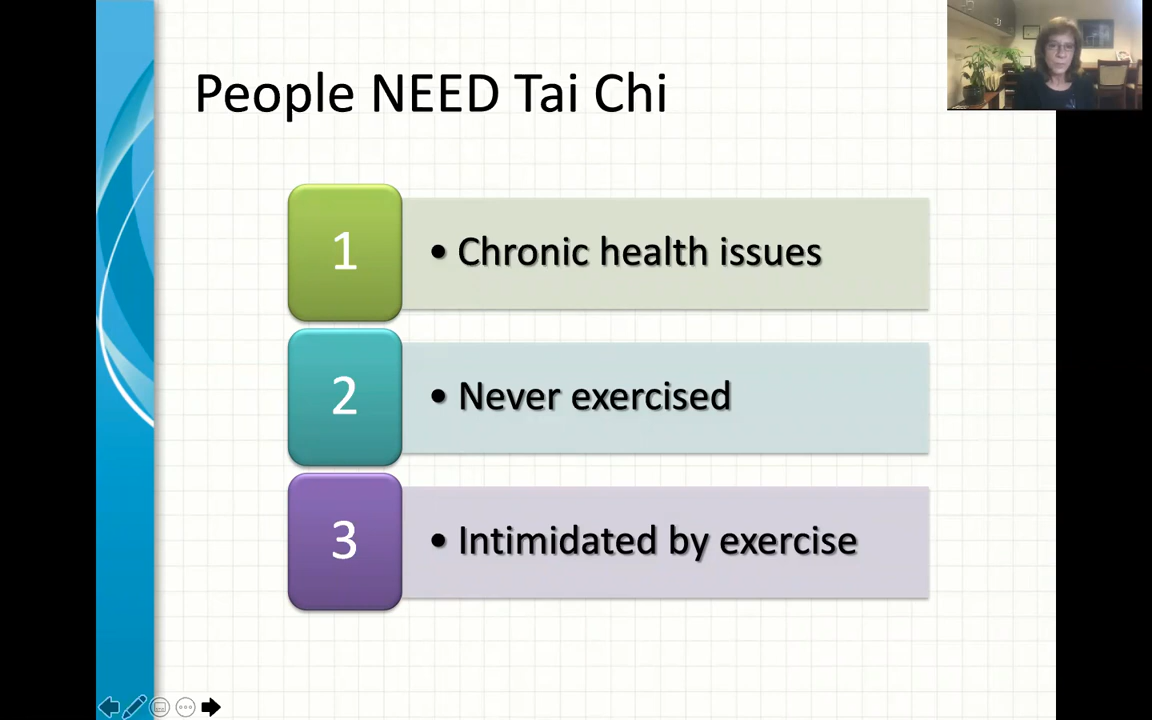 People NEED Tai Chi
1
• Chronic health issues
2
• Never exercised
3
• Intimidated by exercise